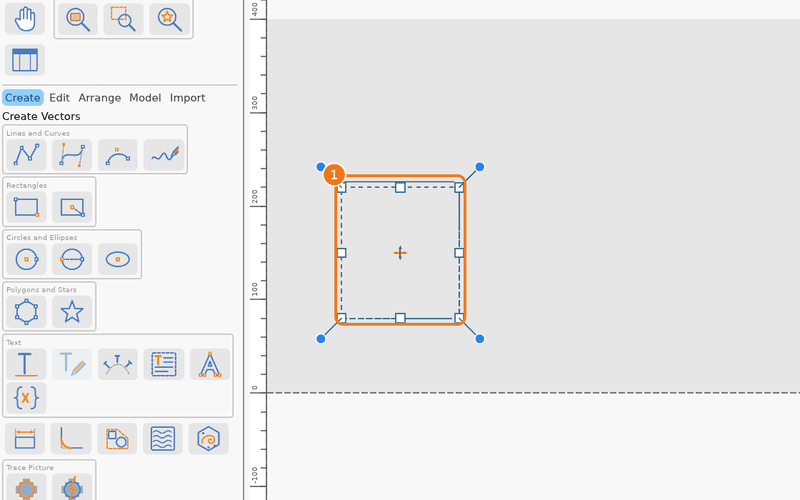 Create Edit Arrange Model Import
Create Vectors
Lines and Curves
Rectangles
Circles and Ellipses
Polygons and Stars
Text
Trace Picture
400
300
200
100
0
-100
1